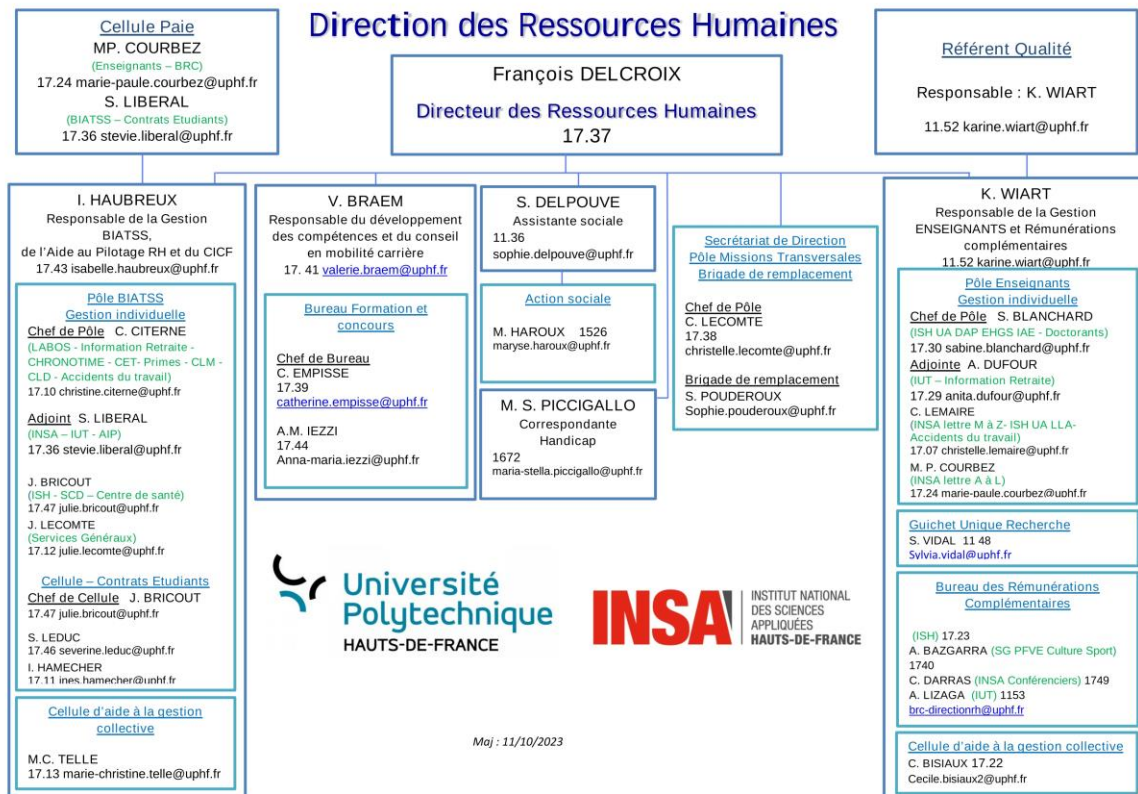 Direction des Ressources Humaines
Cellule Paie
MP. COURBEZ
(Enseignants – BRC)
17.24 marie-paule.courbez@uphf.fr
S. LIBERAL
(BIATSS – Contrats Etudiants)
17.36 stevie.liberal@uphf.fr
François DELCROIX
Directeur des Ressources Humaines
17.37
Référent Qualité
Responsable : K. WIART
11.52 karine.wiart@uphf.fr
I. HAUBREUX
Responsable de la Gestion
BIATSS,
de l'Aide au Pilotage RH et du CICF
17.43 isabelle.haubreux@uphf.fr
Pôle BIATSS
Gestion individuelle
Chef de Pôle C. CITERNE
(LABOS - Information Retraite -
CHRONOTIME - CET- Primes - CLM -
CLD - Accidents du travail)
17.10 christine.citerne@uphf.fr
Adjoint S. LIBERAL
(INSA – IUT - AIP)
17.36 stevie.liberal@uphf.fr
J. BRICOUT
(ISH - SCD – Centre de santé)
17.47 julie.bricout@uphf.fr
J. LECOMTE
(Services Généraux)
17.12 julie.lecomte@uphf.fr
Cellule – Contrats Etudiants
Chef de Cellule J. BRICOUT
17.47 julie.bricout@uphf.fr
S. LEDUC
17.46 severine.leduc@uphf.fr
I. HAMECHER
17.11 ines.hamecher@uphf.fr
Cellule d'aide à la gestion
collective
M.C. TELLE
17.13 marie-christine.telle@uphf.fr
V. BRAEM
Responsable du développement
des compétences et du conseil
en mobilité carrière
17. 41 valerie.braem@uphf.fr
Bureau Formation et
concours
Chef de Bureau
C. EMPISSE
17.39
catherine.empisse@uphf.fr
A.M. IEZZI
17.44
Anna-maria.iezzi@uphf.fr
S. DELPOUVE
Assistante sociale
11.36
sophie.delpouve@uphf.fr
Action sociale
M. HAROUX 1526
maryse.haroux@uphf.fr
M. S. PICCIGALLO
Correspondante
Handicap
1672
maria-stella.piccigallo@uphf.fr
Secrétariat de Direction
Pôle Missions Transversales
Brigade de remplacement
Chef de Pôle
C. LECOMTE
17.38
christelle.lecomte@uphf.fr
Brigade de remplacement
S. POUDEROUX
Sophie.pouderoux@uphf.fr
K. WIART
Responsable de la Gestion
ENSEIGNANTS et Rémunérations
complémentaires
11.52 karine.wiart@uphf.fr
Pôle Enseignants
Gestion individuelle
Chef de Pôle S. BLANCHARD
(ISH UA DAP EHGS IAE - Doctorants)
17.30 sabine.blanchard@uphf.fr
Adjointe A. DUFOUR
(IUT – Information Retraite)
17.29 anita.dufour@uphf.fr
C. LEMAIRE
(INSA lettre M à Z- ISH UA LLA-
Accidents du travail)
17.07 christelle.lemaire@uphf.fr
M. P. COURBEZ
(INSA lettre A à L)
17.24 marie-paule.courbez@uphf.fr
Guichet Unique Recherche
S. VIDAL 11 48
Sylvia.vidal@uphf.fr
Bureau des Rémunérations
Complémentaires
(ISH) 17.23
A. BAZGARRA (SG PFVE Culture Sport)
1740
C. DARRAS (INSA Conférenciers) 1749
A. LIZAGA (IUT) 1153
brc-directionrh@uphf.fr
Cellule d'aide à la gestion collective
C. BISIAUX 17.22
Cecile.bisiaux2@uphf.fr
Université
Polytechnique
HAUTS-DE-FRANCE
INSA
INSTITUT NATIONAL
DES SCIENCES
APPLIQUÉES
HAUTS-DE-FRANCE
Maj : 11/10/2023